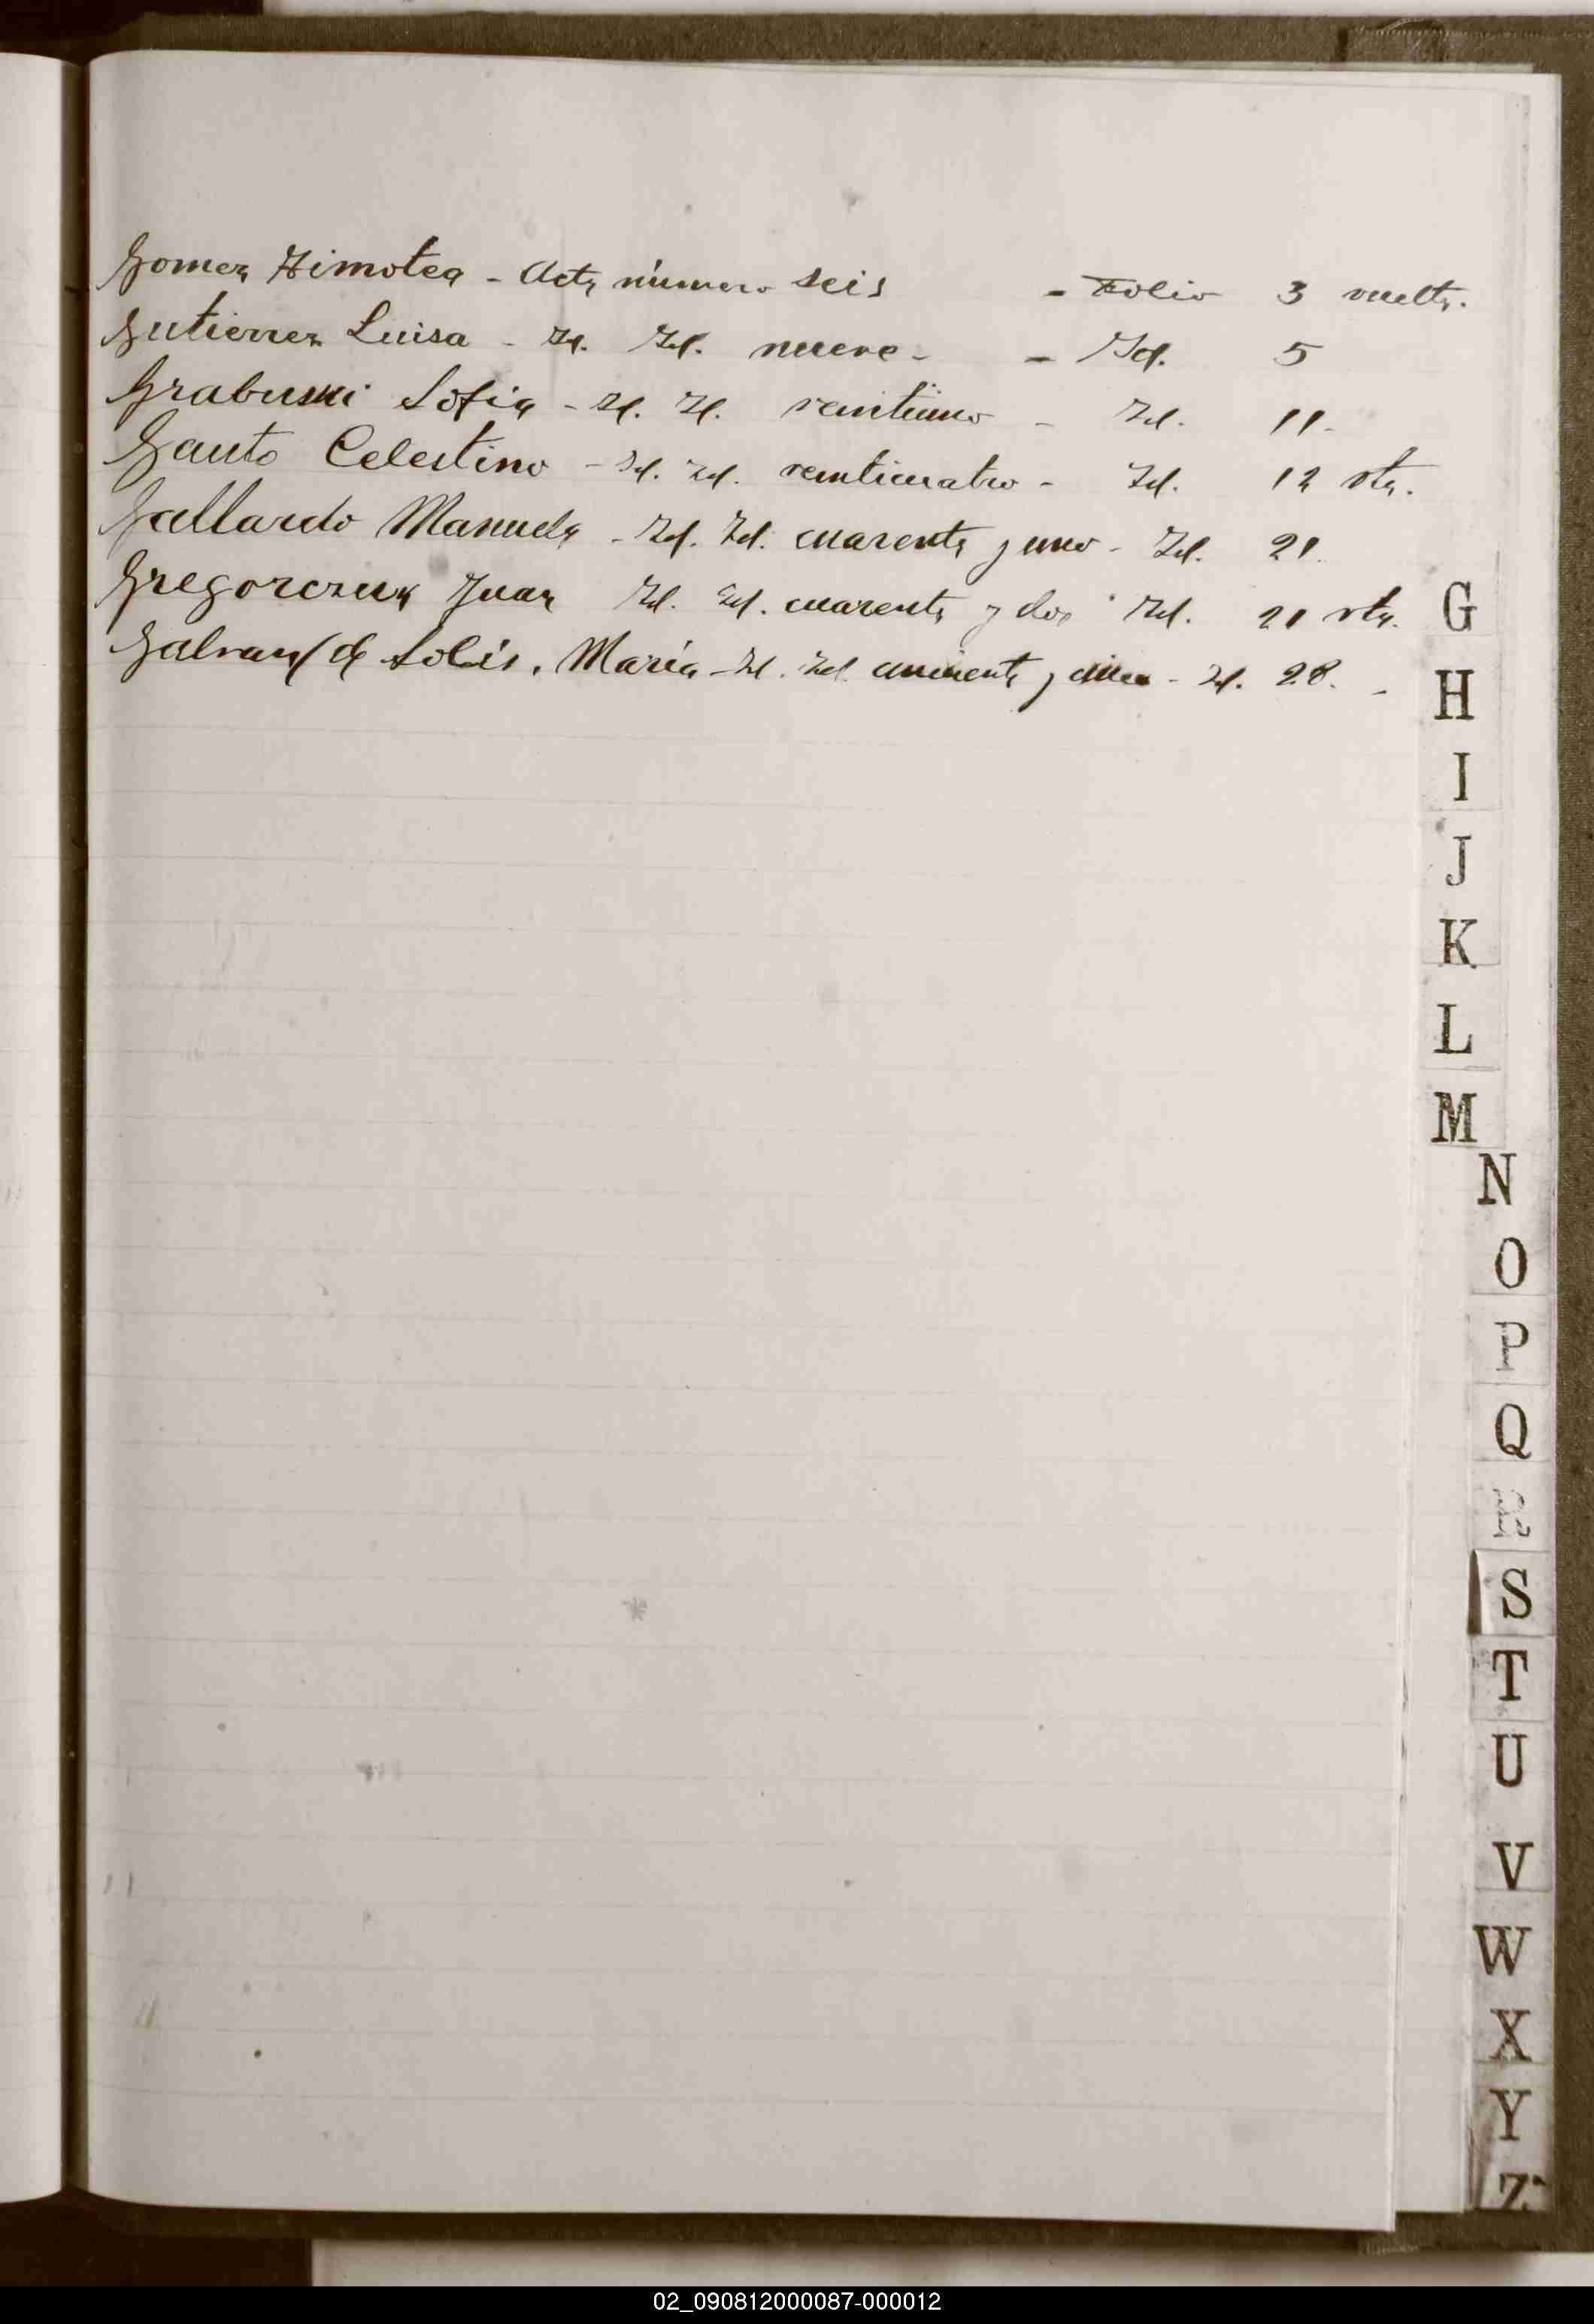 Gomez Timotea - Acta número seis - Folio 3 vuelta.
Gutierrez Luisa - Id. Id. nueve - - Id. 5
Grabuski Sofia - Id. Id. veintiuno - Id. 11.
Gauto Celestino - Id. Id. veinticuatro - Id. 12 vta.
Gallardo Manuela - Id. Id. cuarenta y uno - Id. 21.
Gregorczuk Juan Id. Id. cuarenta y dos Id. 21 vta.
Galvan de Solis, María - Id. Id. cincuenta y cinco - Id. 28. -
G
H
I
J
K
L
M
N
O
P
Q
S
T
U
V
W
X
Y
Z
02_090812000087-000012